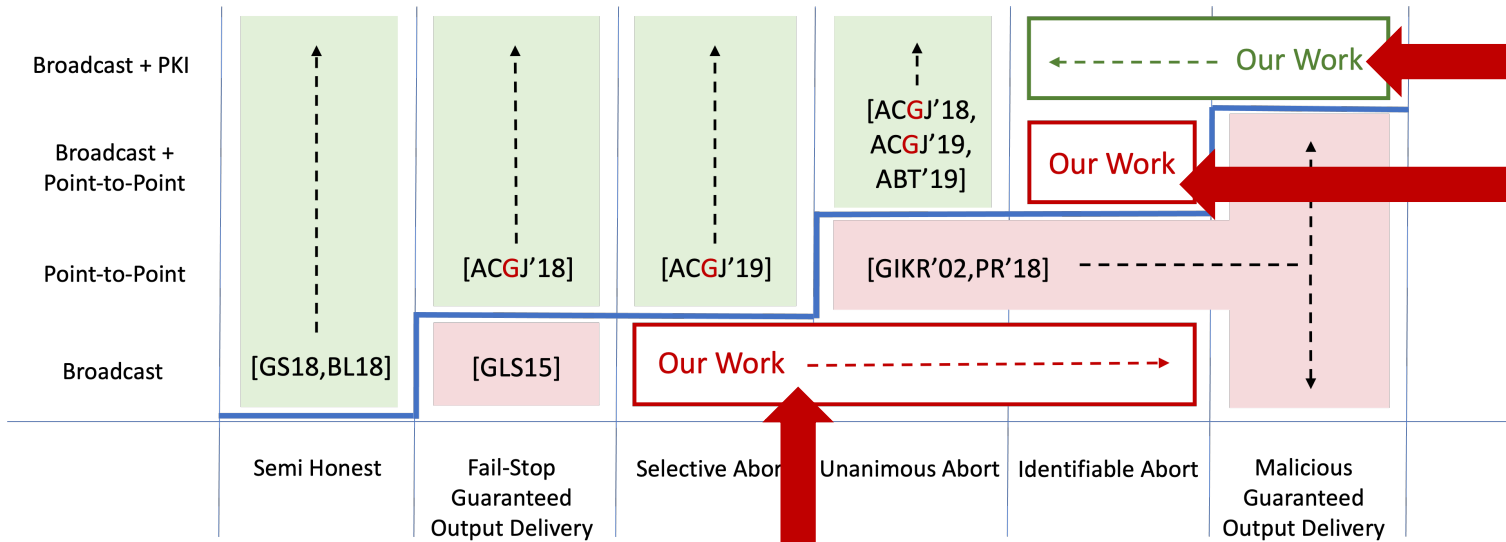 Broadcast + PKI
Our Work
Broadcast +
Point-to-Point
[ACGJ'18,
ACGJ'19,
ABT'19]
Our Work
Point-to-Point
[ACGJ'18]
[ACGJ'19]
[GIKR'02,PR'18]
Broadcast
[GS18,BL18]
[GLS15]
Our Work
Semi Honest
Fail-Stop
Guaranteed
Output Delivery
Selective Abor
Unanimous Abort
Identifiable Abort
Malicious
Guaranteed
Output Delivery